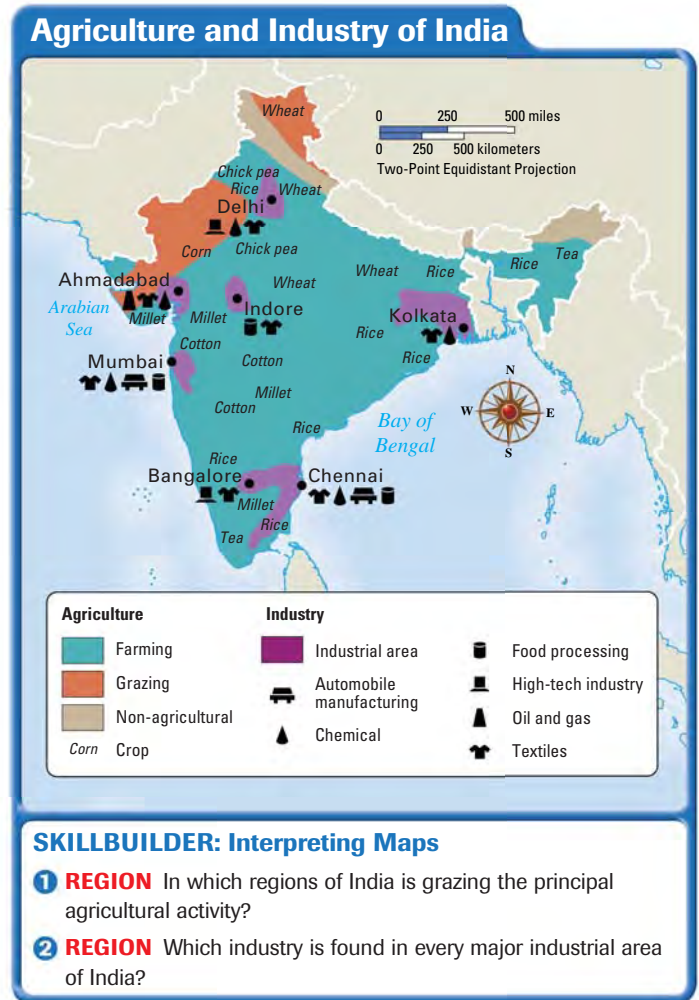 Agriculture and Industry of India
Wheat
0 250 500 miles
0 250 500 kilometers
Two-Point Equidistant Projection
Chick pea
Rice Wheat
Delhi
Corn
Chick pea
Wheat
Wheat
Rice
Rice
Tea
Ahmadabad
Arabian
Sea
Millet
Millet
Indore
Kolkata
Rice
Rice
Cotton
Mumbai
Cotton
Millet
Cotton
Rice
Bay of
Bengal
N
W
E
S
Rice
Bangalore
Chennai
Millet
Rice
Tea
Agriculture
Farming
Grazing
Non-agricultural
Corn Crop
Industry
Industrial area
Automobile
manufacturing
Chemical
Food processing
High-tech industry
Oil and gas
Textiles
SKILLBUILDER: Interpreting Maps
1 REGION In which regions of India is grazing the principal
agricultural activity?
2 REGION Which industry is found in every major industrial area
of India?